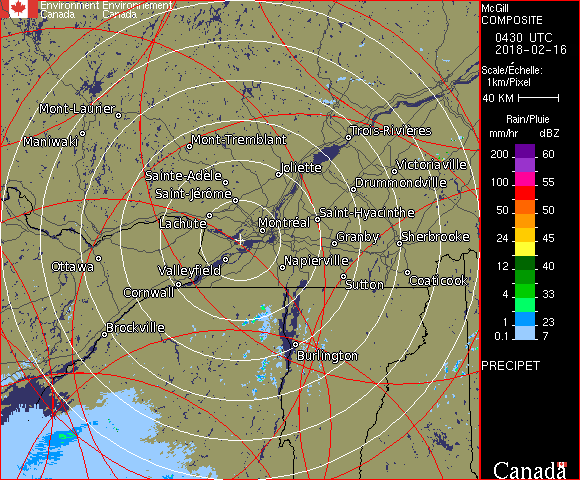 Environment Environnement
Canada Canada
McGill
COMPOSITE
0430 UTC
2018-02-16
Scale/Échelle:
1km/Pixel
40 KM
Rain/Pluie
mm/hr dBZ
200 60
100 55
50 50
24 45
12 40
4 33
1 23
0.1 7
PRECIPET
Canada
Mont-Laurier
Maniwaki
Mont-Tremblant
Trois-Rivières
Sainte-Adèle
Joliette
Victoriaville
Saint-Jérôme
Drummondville
Lachute
Montréal
Saint-Hyacinthe
Granby
Sherbrooke
Ottawa
Valleyfield
Napierville
Cornwall
Sutton
Coaticook
Brockville
Burlington